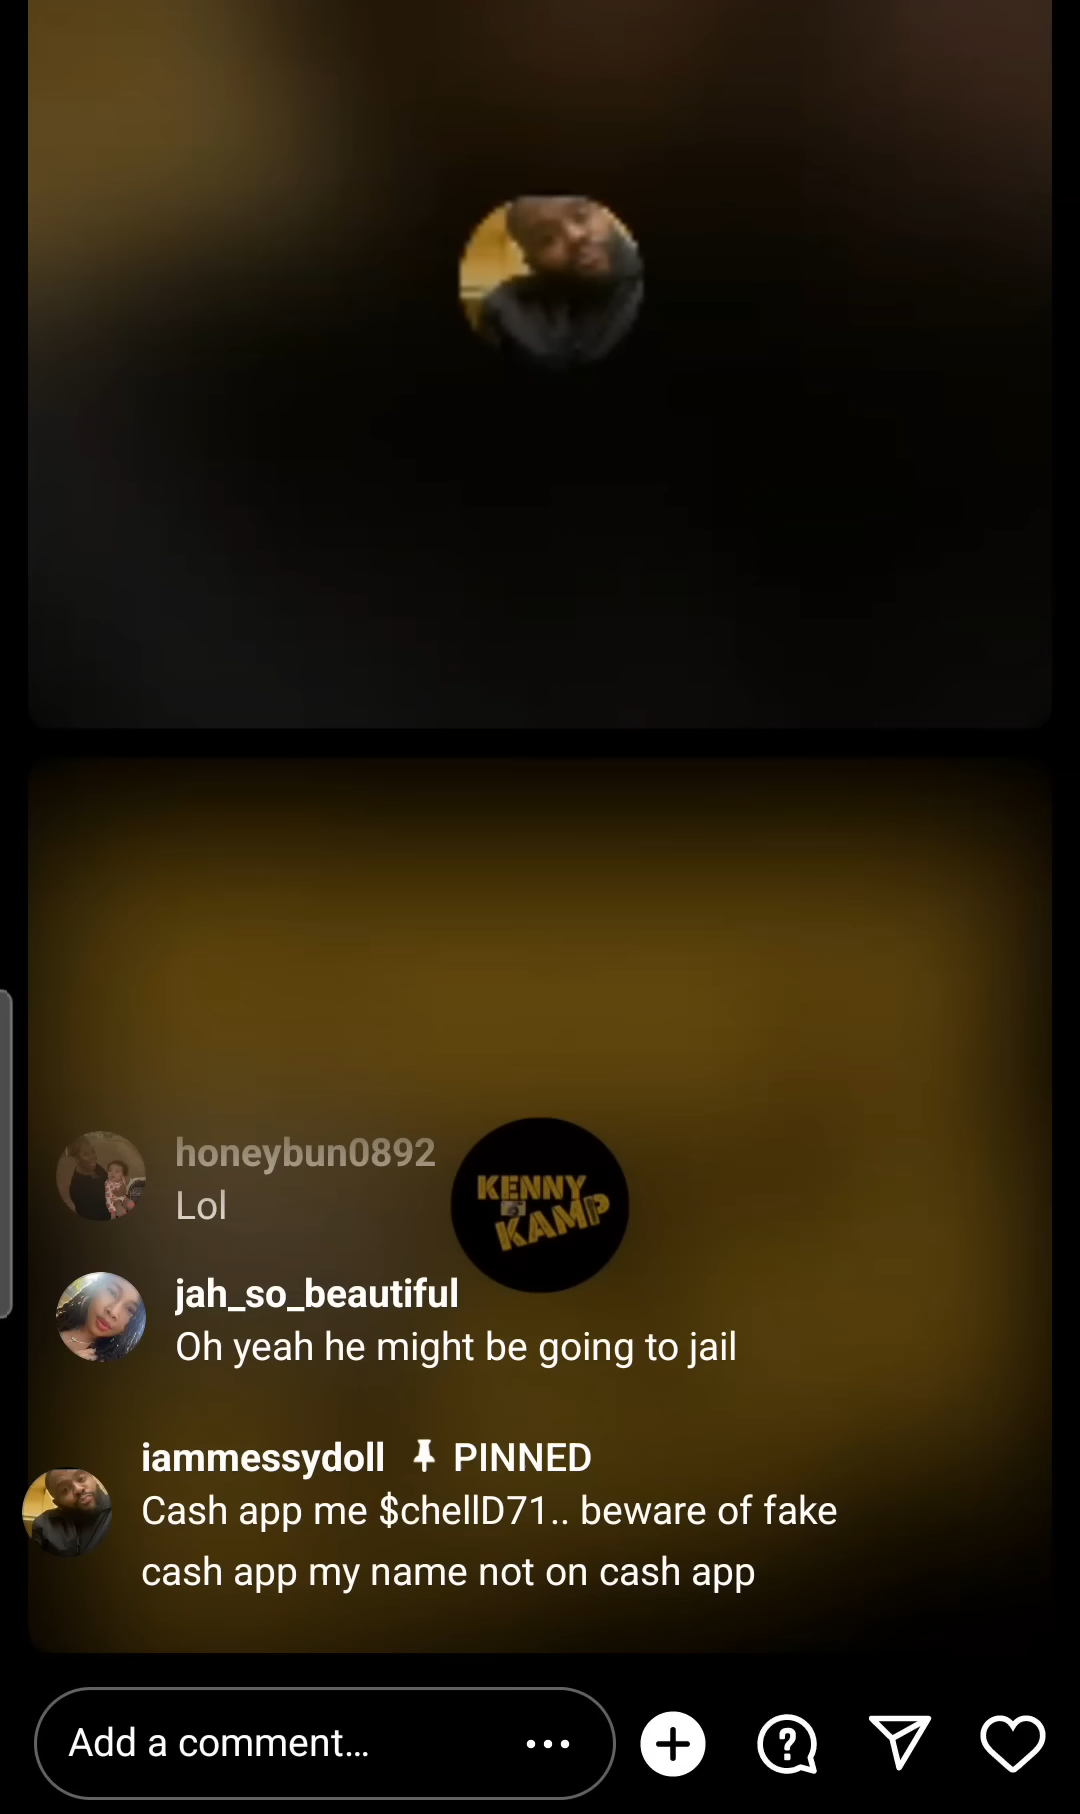 honeybun0892
Lol
KENNY
KAMP
jah_so_beautiful
Oh yeah he might be going to jail
iammessydoll PINNED
Cash app me $chellD71.. beware of fake
cash app my name not on cash app
Add a comment...